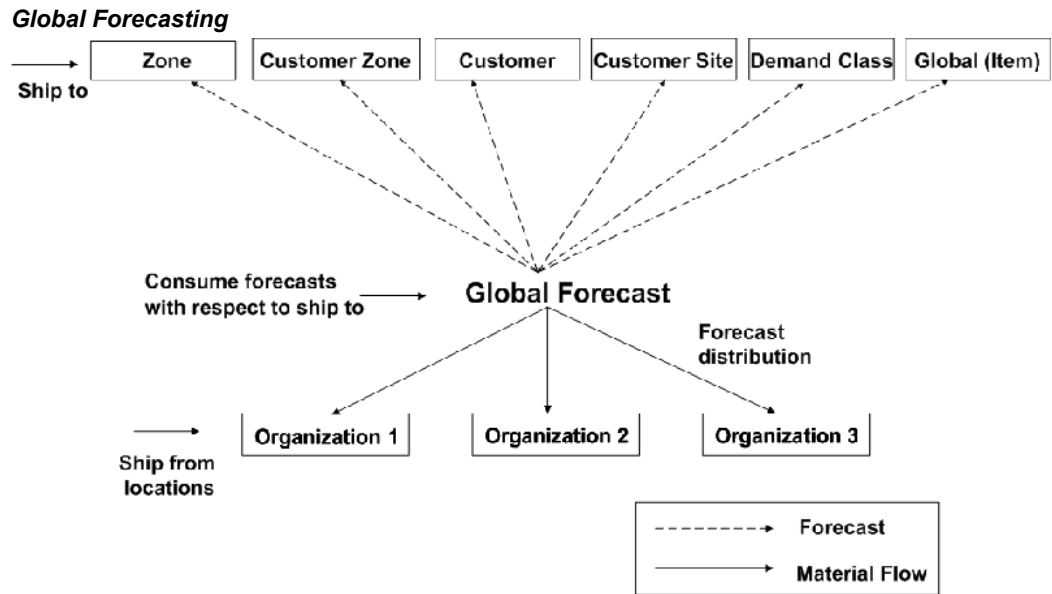 Global Forecasting
Zone
Customer Zone
Customer
Customer Site
Demand Class
Global (Item)
Ship to
Consume forecasts
with respect to ship to
Global Forecast
Forecast
distribution
Organization 1
Organization 2
Organization 3
Ship from
locations
Forecast
Material Flow